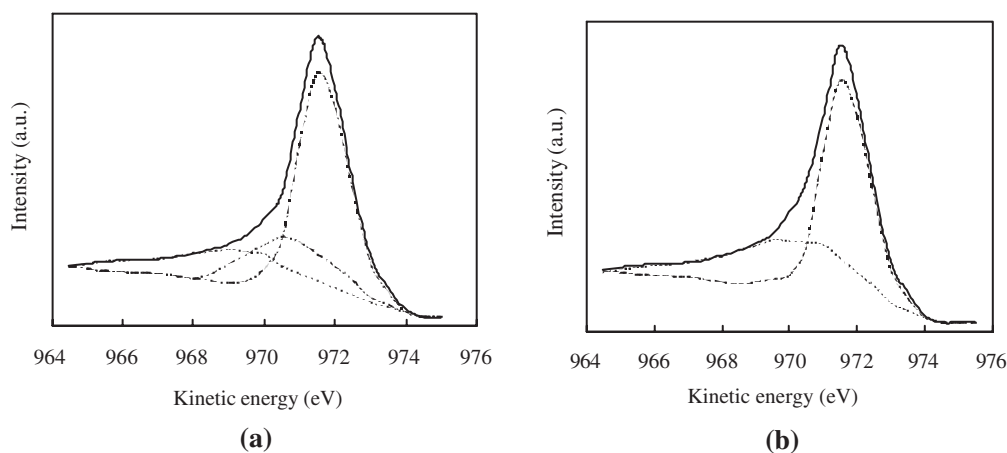 Intensity (a.u.)
964 966 968 970 972 974 976
Kinetic energy (eV)
(a)
Intensity (a.u.)
964 966 968 970 972 974 976
Kinetic energy (eV)
(b)